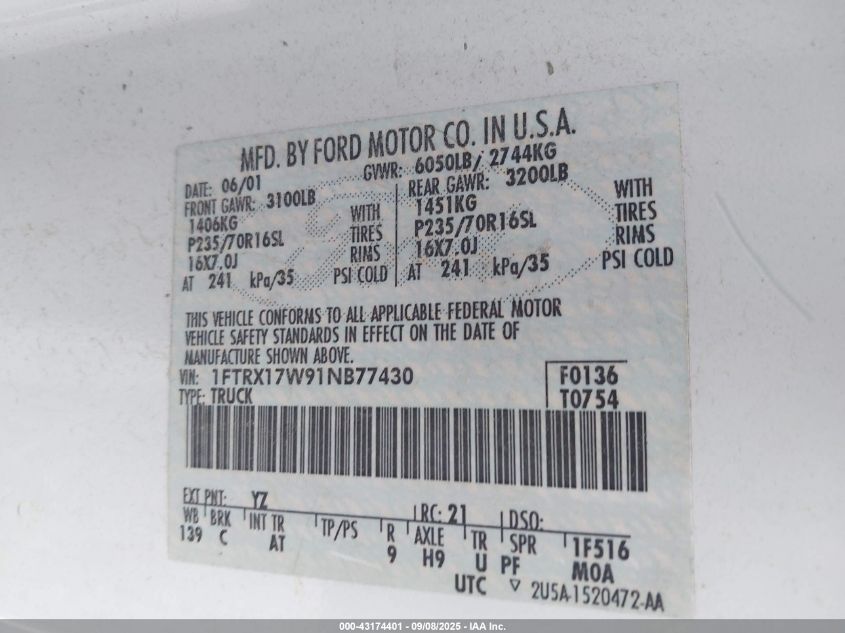 MFD. BY FORD MOTOR CO. IN U.S.A.
DATE: 06/01 GVWR: 6050LB/ 2744KG
FRONT GAWR: 3100LB REAR GAWR: 3200LB
1406KG WITH 1451KG WITH
P235/70R16SL TIRES P235/70R16SL TIRES
16X7.0J RIMS 16X7.0J RIMS
AT 241 kPa/35 PSI COLD AT 241 kPa/35 PSI COLD
THIS VEHICLE CONFORMS TO ALL APPLICABLE FEDERAL MOTOR
VEHICLE SAFETY STANDARDS IN EFFECT ON THE DATE OF
MANUFACTURE SHOWN ABOVE.
VIN: 1FTRX17W91NB77430 F0136
TYPE: TRUCK T0754
EXT PNT: YZ RC: 21 DSO:
WB BRK INT TR TP/PS R AXLE TR SPR 1F516
139 C AT 9 H9 U PF MOA
UTC ▽ 2U5A-1520472-AA
000-43174401 - 09/08/2025 - IAA Inc.